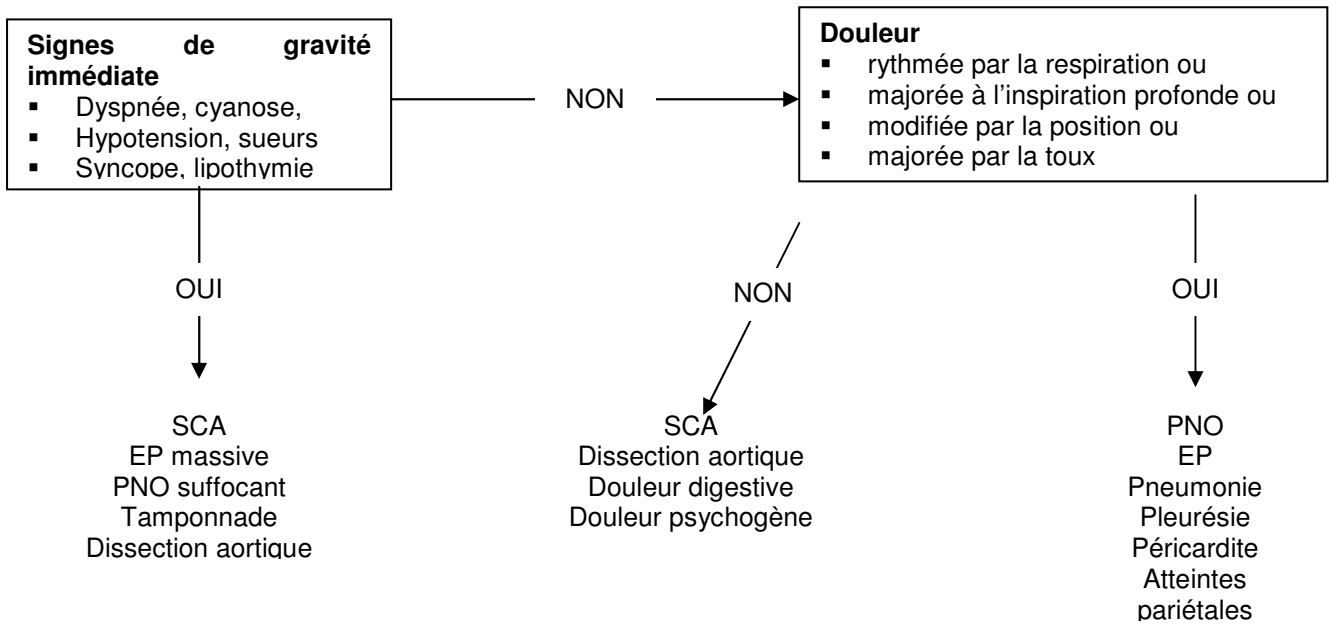 Signes de gravité
immédiate
▪ Dyspnée, cyanose,
▪ Hypotension, sueurs
▪ Syncope, lipothymie
NON
Douleur
▪ rythmée par la respiration ou
▪ majorée à l'inspiration profonde ou
▪ modifiée par la position ou
▪ majorée par la toux
OUI
NON
OUI
SCA
EP massive
PNO suffocant
Tamponnade
Dissection aortique
SCA
Dissection aortique
Douleur digestive
Douleur psychogène
PNO
EP
Pneumonie
Pleurésie
Péricardite
Atteintes
pariétales